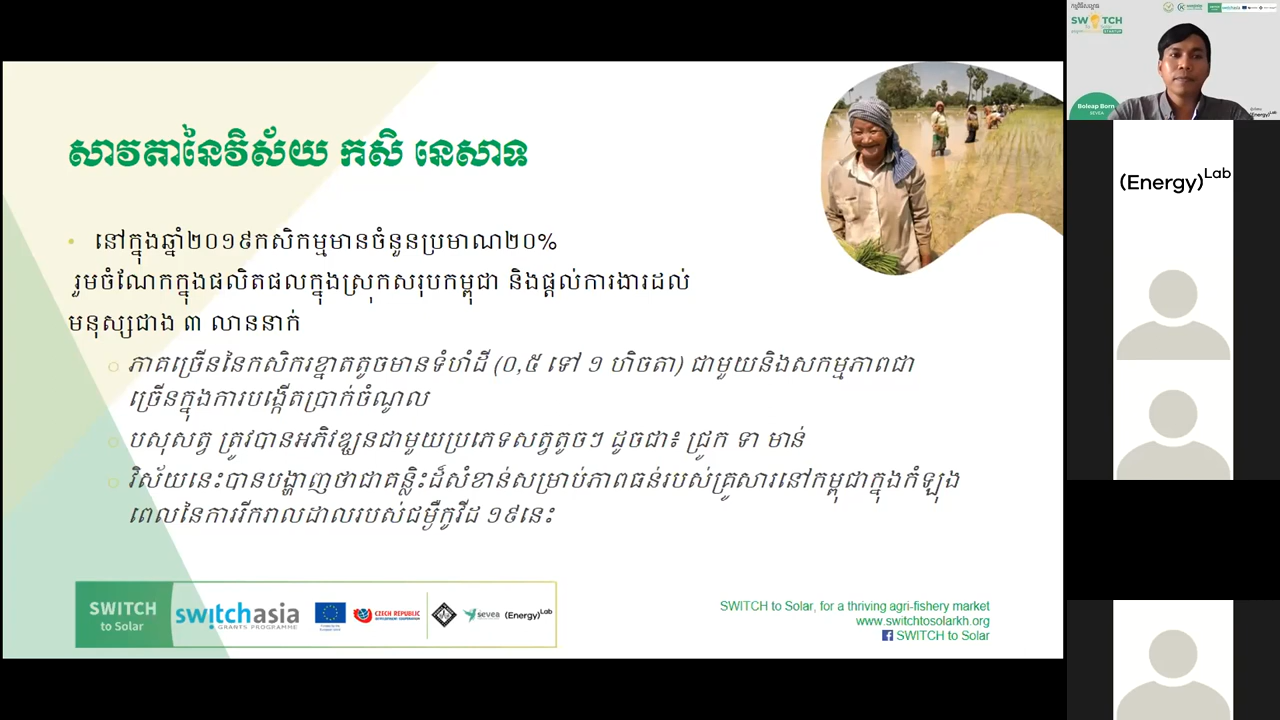 សាវតានៃវិស័យ កសិ នេសាទ
• នៅក្នុងឆ្នាំ២០១៩កសិកម្មមានចំនួនប្រមាណ២០%
រួមចំណែកក្នុងផលិតផលក្នុងស្រុកសរុបកម្ពុជា និងផ្តល់ការងារដល់
មនុស្សជាង ៣ លាននាក់
ភាគច្រើននៃកសិករខ្នាតតូចមានទំហំដី (០,៥ ទៅ ១ ហិចតា) ជាមួយនិងសកម្មភាពជា
ច្រើនក្នុងការបង្កើតប្រាក់ចំណូល
បសុសត្វ ត្រូវបានអភិវឌ្ឍនជាមួយប្រភេទសត្វតូចៗ ដូចជា៖ ជ្រូក ទា មាន់
វិស័យនេះបានបង្ហាញថាជាគន្លិះដ៏សំខាន់សម្រាប់ភាពធន់របស់គ្រួសារនៅកម្ពុជាក្នុងកំឡុង
ពេលនៃការរីករាលដាលរបស់ជម្ងឺកូវីដ ១៩នេះ
SWITCH
to Solar
switchasia
GRANTS PROGRAMME
CZECH REPUBLIC
sevea
(Energy)Lab
SWITCH to Solar, for a thriving agri-fishery market
www.switchtosolarkh.org
SWITCH to Solar
SWITCH
STARTUP
Boleap Born
SEVEA
(Energy)Lab
(Energy)Lab